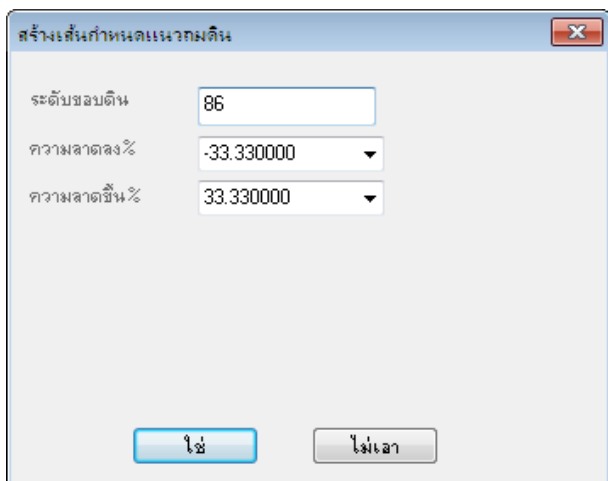 สร้างเส้นกำหนดแนวถมดิน
ระดับขอบดิน 86
ความลาดลง% -33.330000
ความลาดขึ้น% 33.330000
ใช่ ไม่เอา